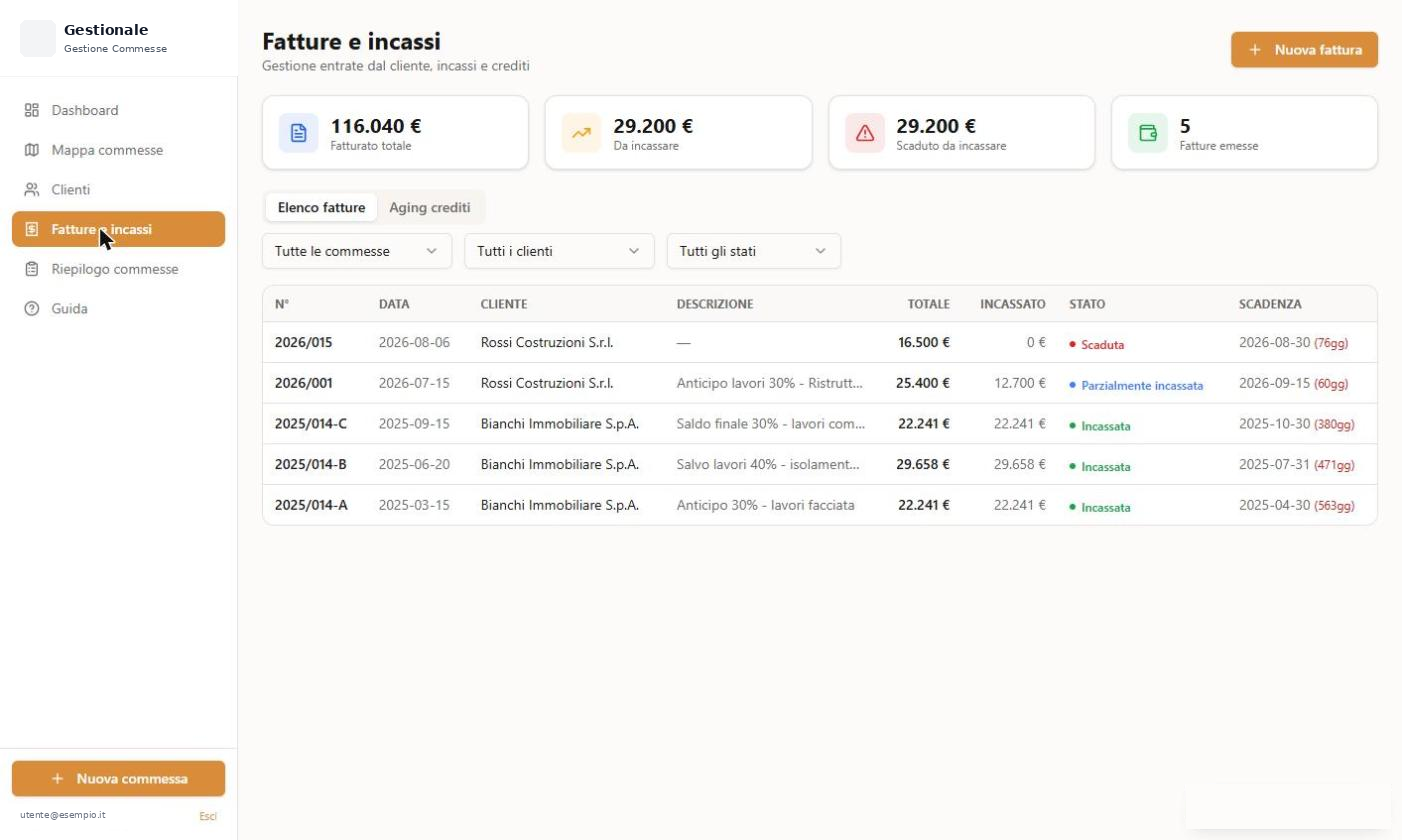 Gestionale
Gestione Commesse
Dashboard
Mappa commesse
Clienti
Fatture e incassi
Riepilogo commesse
Guida
Nuova commessa
utente@esempio.it Esci
Fatture e incassi
Gestione entrate dal cliente, incassi e crediti
Nuova fattura
116.040 €
Fatturato totale
29.200 €
Da incassare
29.200 €
Scaduto da incassare
5
Fatture emesse
Elenco fatture Aging crediti
Tutte le commesse Tutti i clienti Tutti gli stati
N° DATA CLIENTE DESCRIZIONE TOTALE INCASSATO STATO SCADENZA
2026/015 2026-08-06 Rossi Costruzioni S.r.l. — 16.500 € 0 € Scaduta 2026-08-30 (76gg)
2026/001 2026-07-15 Rossi Costruzioni S.r.l. Anticipo lavori 30% - Ristrutt... 25.400 € 12.700 € Parzialmente incassata 2026-09-15 (60gg)
2025/014-C 2025-09-15 Bianchi Immobiliare S.p.A. Saldo finale 30% - lavori com... 22.241 € 22.241 € Incassata 2025-10-30 (380gg)
2025/014-B 2025-06-20 Bianchi Immobiliare S.p.A. Salvo lavori 40% - isolament... 29.658 € 29.658 € Incassata 2025-07-31 (471gg)
2025/014-A 2025-03-15 Bianchi Immobiliare S.p.A. Anticipo 30% - lavori facciata 22.241 € 22.241 € Incassata 2025-04-30 (563gg)